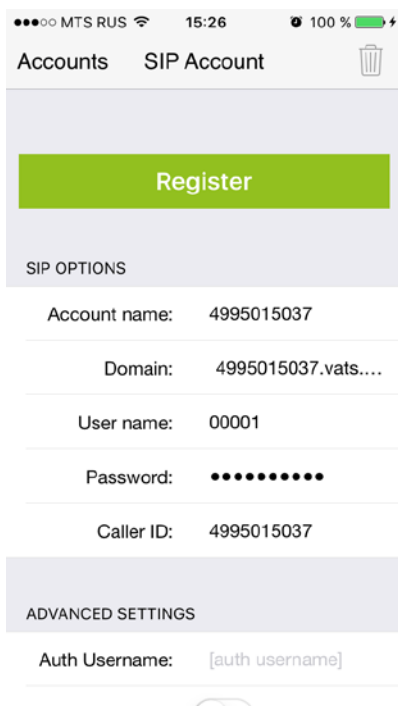 MTS RUS 15:26 100 %
Accounts SIP Account
Register
SIP OPTIONS
Account name: 4995015037
Domain: 4995015037.vats....
User name: 00001
Password: ●●●●●●●●●●
Caller ID: 4995015037
ADVANCED SETTINGS
Auth Username: [auth username]